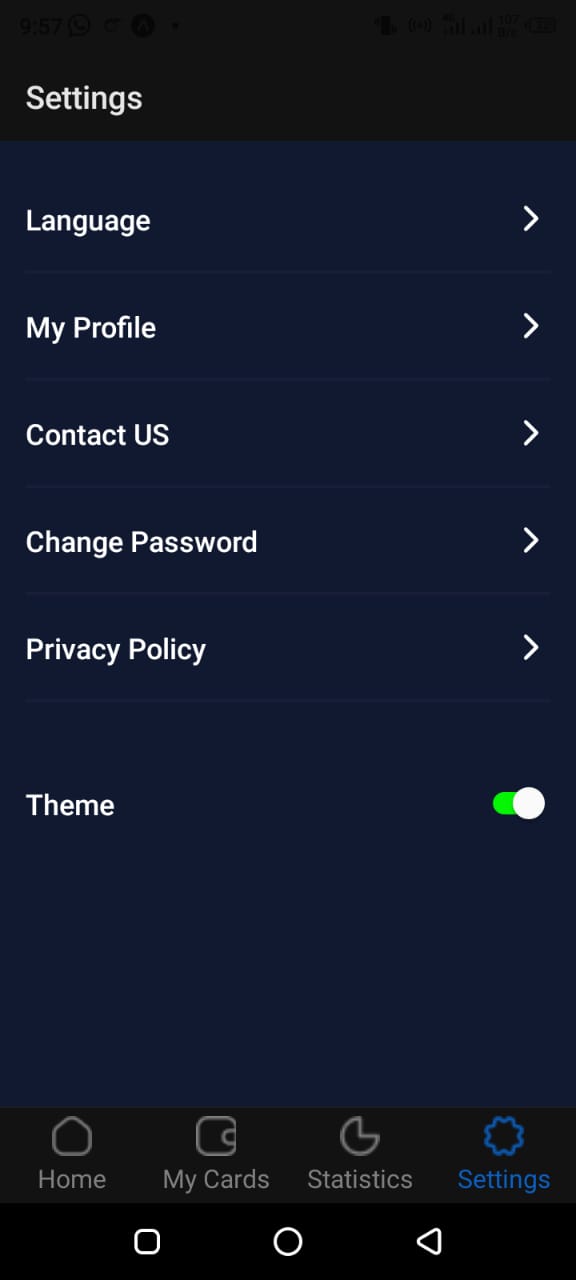 9:57
Settings
Language
My Profile
Contact US
Change Password
Privacy Policy
Theme
Home
My Cards
Statistics
Settings